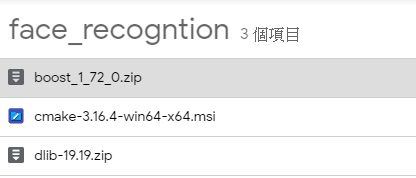 face_recogntion 3 個項目
boost_1_72_0.zip
cmake-3.16.4-win64-x64.msi
dlib-19.19.zip